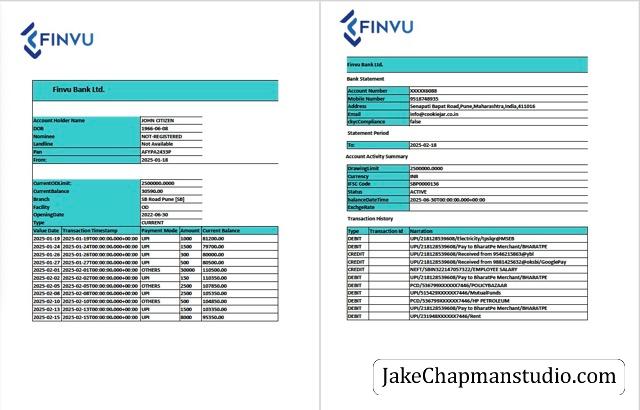 FINVU
Finvu Bank Ltd.
Account Holder Name JOHN CITIZEN
DOB 1966-06-08
Nominee NOT-REGISTERED
Landline Not Available
Pan AFYPA2433P
From: 2025-01-18
CurrentODLimit: 2500000.0000
CurrentBalance 30590.00
Branch SB Road Pune [SB]
Facility OD
OpeningDate 2022-06-30
Type CURRENT
Value Date Transaction Timestamp Payment Mode Amount Current Balance
2025-01-19 2025-01-19T00:00:00.000+00:00 UPI 1000 81200.00
2025-01-24 2025-01-24T00:00:00.000+00:00 UPI 1500 79700.00
2025-01-26 2025-01-26T00:00:00.000+00:00 UPI 300 80000.00
2025-01-27 2025-01-27T00:00:00.000+00:00 UPI 500 80500.00
2025-02-01 2025-02-01T00:00:00.000+00:00 OTHERS 30000 110500.00
2025-02-02 2025-02-02T00:00:00.000+00:00 UPI 150 110350.00
2025-02-05 2025-02-05T00:00:00.000+00:00 OTHERS 2500 107850.00
2025-02-08 2025-02-08T00:00:00.000+00:00 UPI 2500 105350.00
2025-02-10 2025-02-10T00:00:00.000+00:00 OTHERS 500 104850.00
2025-02-13 2025-02-13T00:00:00.000+00:00 UPI 1500 103350.00
2025-02-15 2025-02-15T00:00:00.000+00:00 UPI 8000 95350.00
FINVU
Finvu Bank Ltd.
Bank Statement
Account Number XXXXX6088
Mobile Number 9518748935
Address Senapati Bapat Road,Pune,Maharashtra,India,411016
Email info@cookiejar.co.in
ckycCompliance false
Statement Period
To: 2025-02-18
Account Activity Summary
DrawingLimit 2500000.0000
Currency INR
IFSC Code SBP0000136
Status ACTIVE
balanceDateTime 2025-06-30T00:00:00.000+00:00
ExchgeRate
Transaction History
Type Transaction Id Narration
DEBIT UPI/218128539608/Electricity/tpslqr@MSEB
DEBIT UPI/218128539608/Pay to BharatPe Merchant/BHARATPE
CREDIT UPI/218128539608/Received from 9546215863@ybl
CREDIT UPI/218128539608/Received from 9881425632@oksbi/GooglePay
CREDIT NEFT/SBIN322147057322/EMPLOYEE SALARY
DEBIT UPI/218128539608/Pay to BharatPe Merchant/BHARATPE
DEBIT PCD/536799XXXXXX7446/POLICYBAZAAR
DEBIT UPI/515429XXXXXX7446/MutualFunds
DEBIT PCD/536799XXXXXX7446/HP PETROLEUM
DEBIT UPI/218128539608/Pay to BharatPe Merchant/BHARATPE
DEBIT UPI/231948XXXXXX7446/Rent
JakeChapmanstudio.com